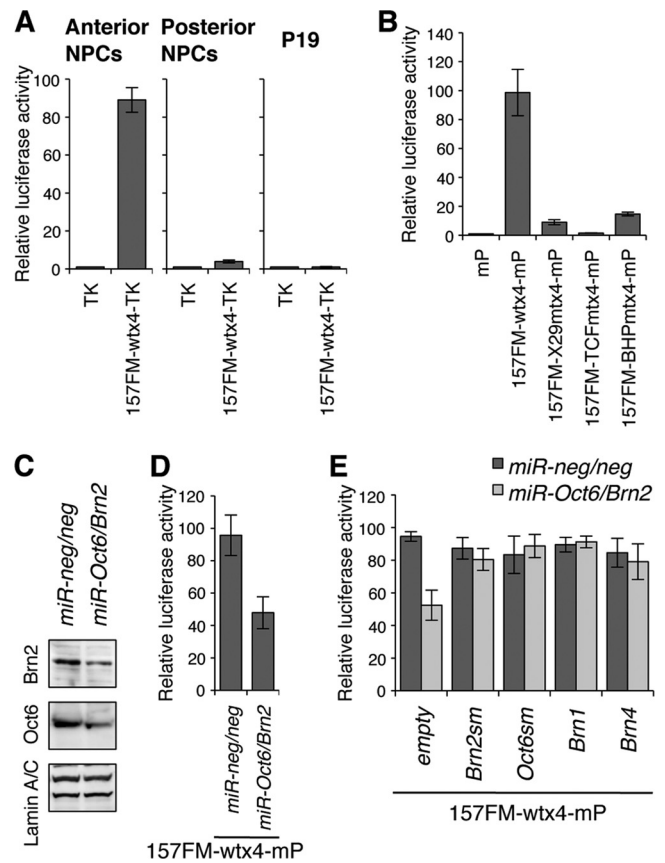 A
Anterior NPCs
Posterior NPCs
P19
Relative luciferase activity
100
80
60
40
20
0
TK
157FM-wtx4-TK
TK
157FM-wtx4-TK
TK
157FM-wtx4-TK
B
Relative luciferase activity
140
120
100
80
60
40
20
0
mP
157FM-wtx4-mP
157FM-X29mtx4-mP
157FM-TCFmtx4-mP
157FM-BHPmtx4-mP
C
miR-neg/neg
miR-Oct6/Brn2
Brn2
Oct6
Lamin A/C
D
Relative luciferase activity
120
100
80
60
40
20
0
miR-neg/neg
miR-Oct6/Brn2
157FM-wtx4-mP
E
miR-neg/neg
miR-Oct6/Brn2
Relative luciferase activity
120
100
80
60
40
20
0
empty
Brn2sm
Oct6sm
Brn1
Brn4
157FM-wtx4-mP